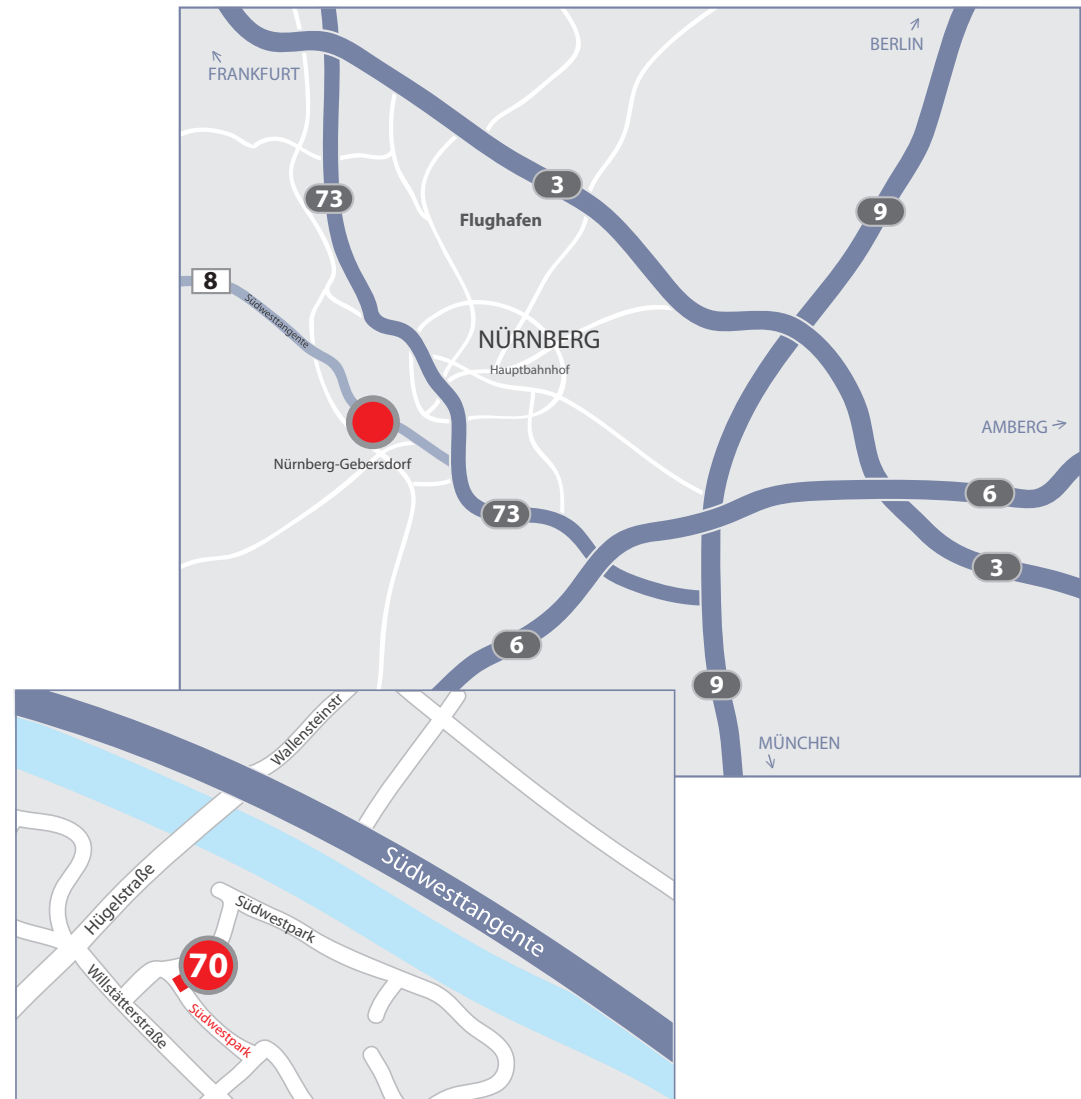 BERLIN
FRANKFURT
3
73
9
Flughafen
8
Südwesttangente
NÜRNBERG
Hauptbahnhof
AMBERG
Nürnberg-Gebersdorf
6
73
3
6
9
MÜNCHEN
Wallensteinstr
Südwesttangente
Hügelstraße
Südwestpark
70
Willstätterstraße
Südwestpark